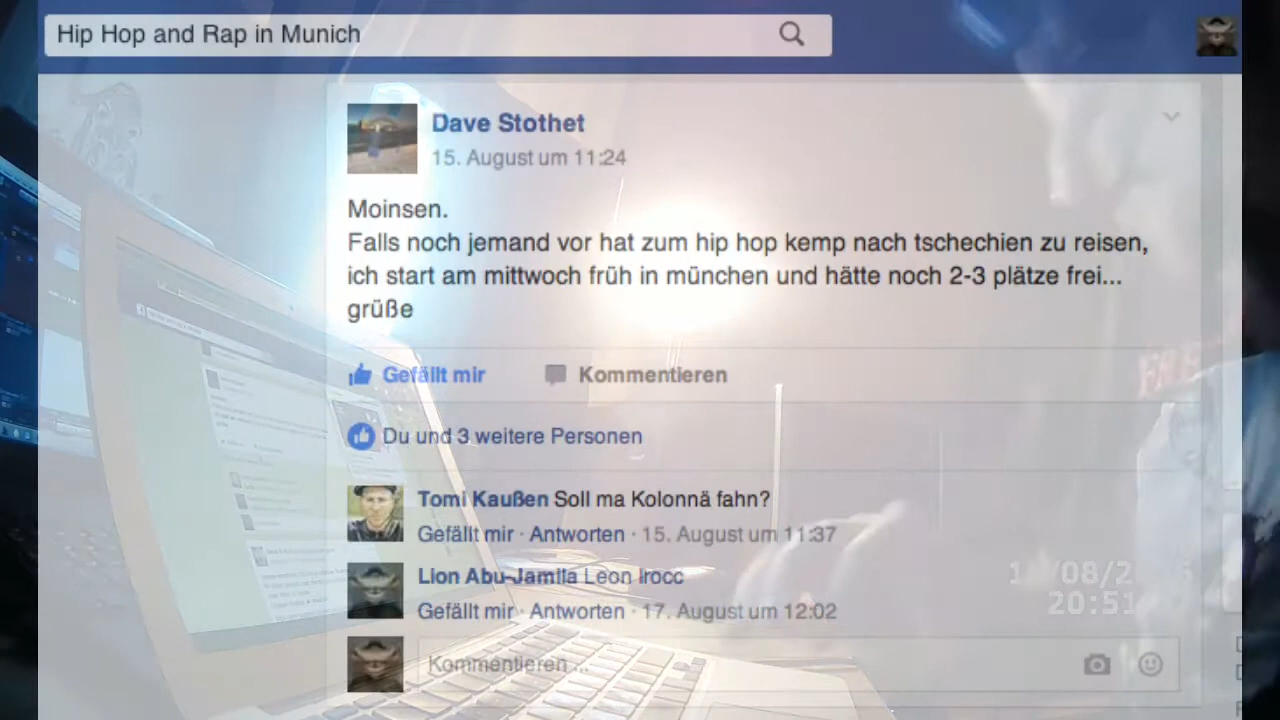 Hip Hop and Rap in Munich
Dave Stothet
15. August um 11:24
Moinsen.
Falls noch jemand vor hat zum hip hop kemp nach tschechien zu reisen,
ich start am mittwoch früh in münchen und hätte noch 2-3 plätze frei...
grüße
Gefällt mir Kommentieren
Du und 3 weitere Personen
Tomi Kaußen Soll ma Kolonnä fahn?
Gefällt mir · Antworten · 15. August um 11:37
Lion Abu-Jamila Leon Irocc
Gefällt mir · Antworten · 17. August um 12:02
20:51
Kommentieren ...